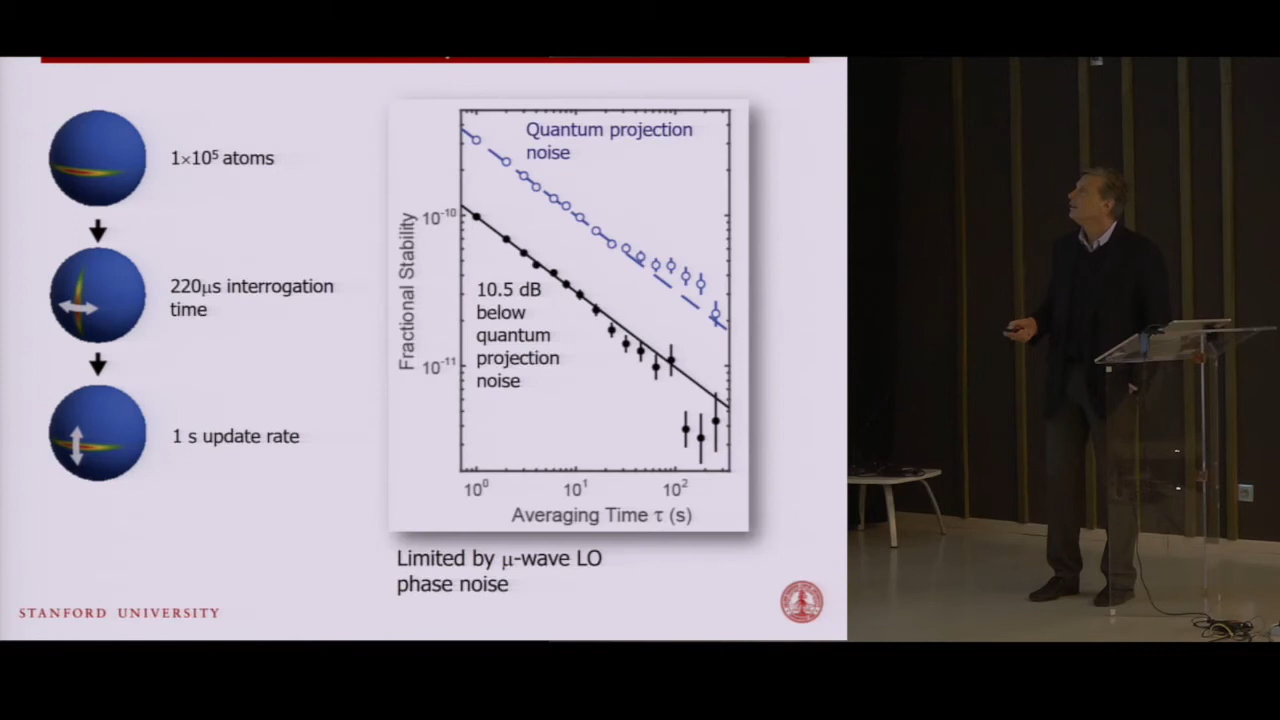 1×10⁵ atoms
220μs interrogation
time
1 s update rate
Quantum projection
noise
10⁻¹⁰
10.5 dB
below
quantum
projection
noise
10⁻¹¹
Fractional Stability
10⁰ 10¹ 10²
Averaging Time τ (s)
Limited by μ-wave LO
phase noise
STANFORD UNIVERSITY